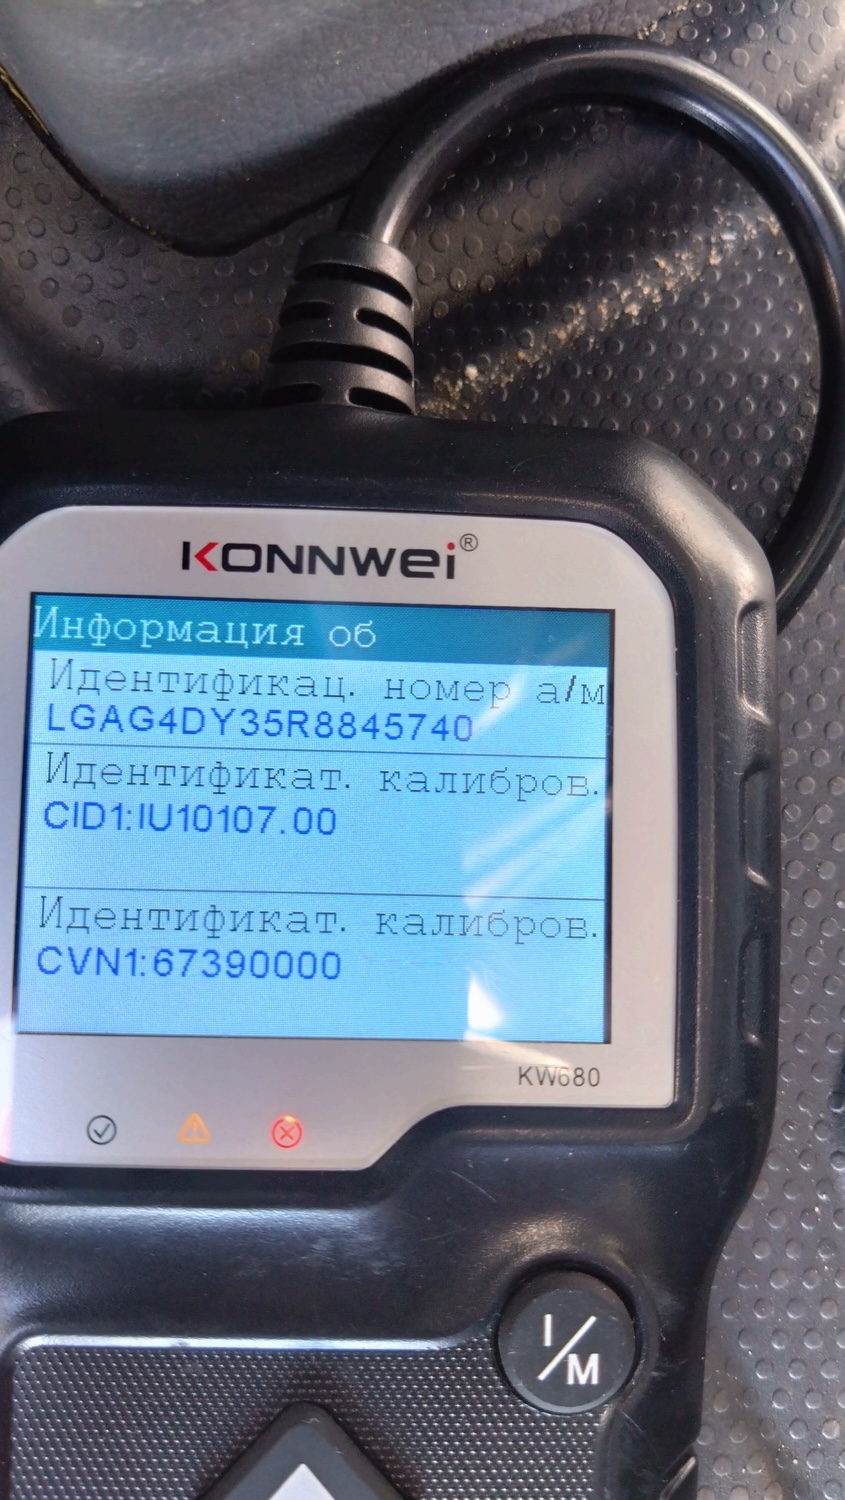 KONNWEI®
Информация об
Идентификац. номер а/м
LGAG4DY35R8845740
Идентификат. калибров.
CID1:IU10107.00
Идентификат. калибров.
CVN1:67390000
KW680
I/M